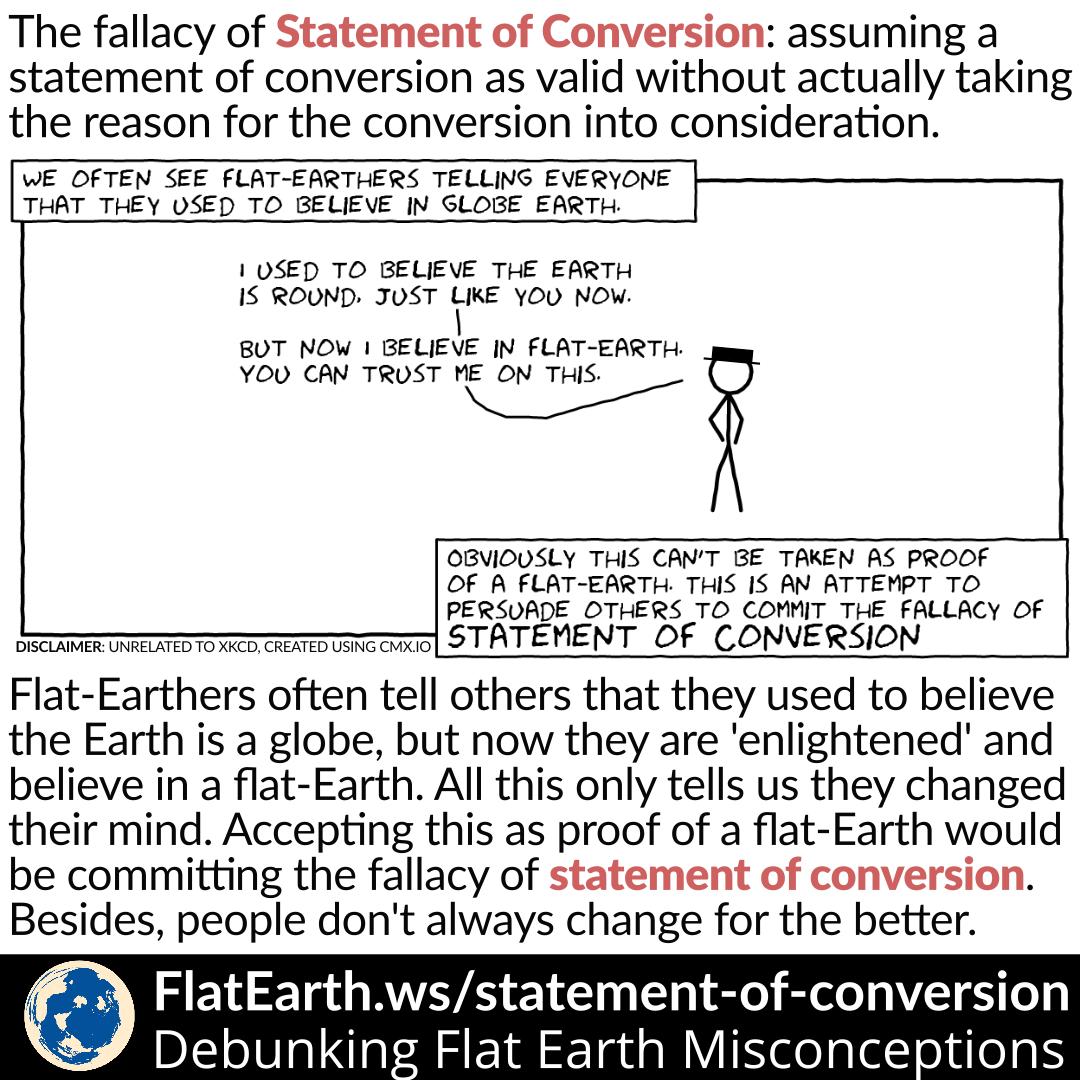 The fallacy of Statement of Conversion: assuming a
statement of conversion as valid without actually taking
the reason for the conversion into consideration.
WE OFTEN SEE FLAT-EARTHERS TELLING EVERYONE
THAT THEY USED TO BELIEVE IN GLOBE EARTH.
I USED TO BELIEVE THE EARTH
IS ROUND. JUST LIKE YOU NOW.
BUT NOW I BELIEVE IN FLAT-EARTH.
YOU CAN TRUST ME ON THIS.
OBVIOUSLY THIS CAN'T BE TAKEN AS PROOF
OF A FLAT-EARTH. THIS IS AN ATTEMPT TO
PERSUADE OTHERS TO COMMIT THE FALLACY OF
STATEMENT OF CONVERSION
DISCLAIMER: UNRELATED TO XKCD, CREATED USING CMX.IO
Flat-Earthers often tell others that they used to believe
the Earth is a globe, but now they are 'enlightened' and
believe in a flat-Earth. All this only tells us they changed
their mind. Accepting this as proof of a flat-Earth would
be committing the fallacy of statement of conversion.
Besides, people don't always change for the better.
FlatEarth.ws/statement-of-conversion
Debunking Flat Earth Misconceptions